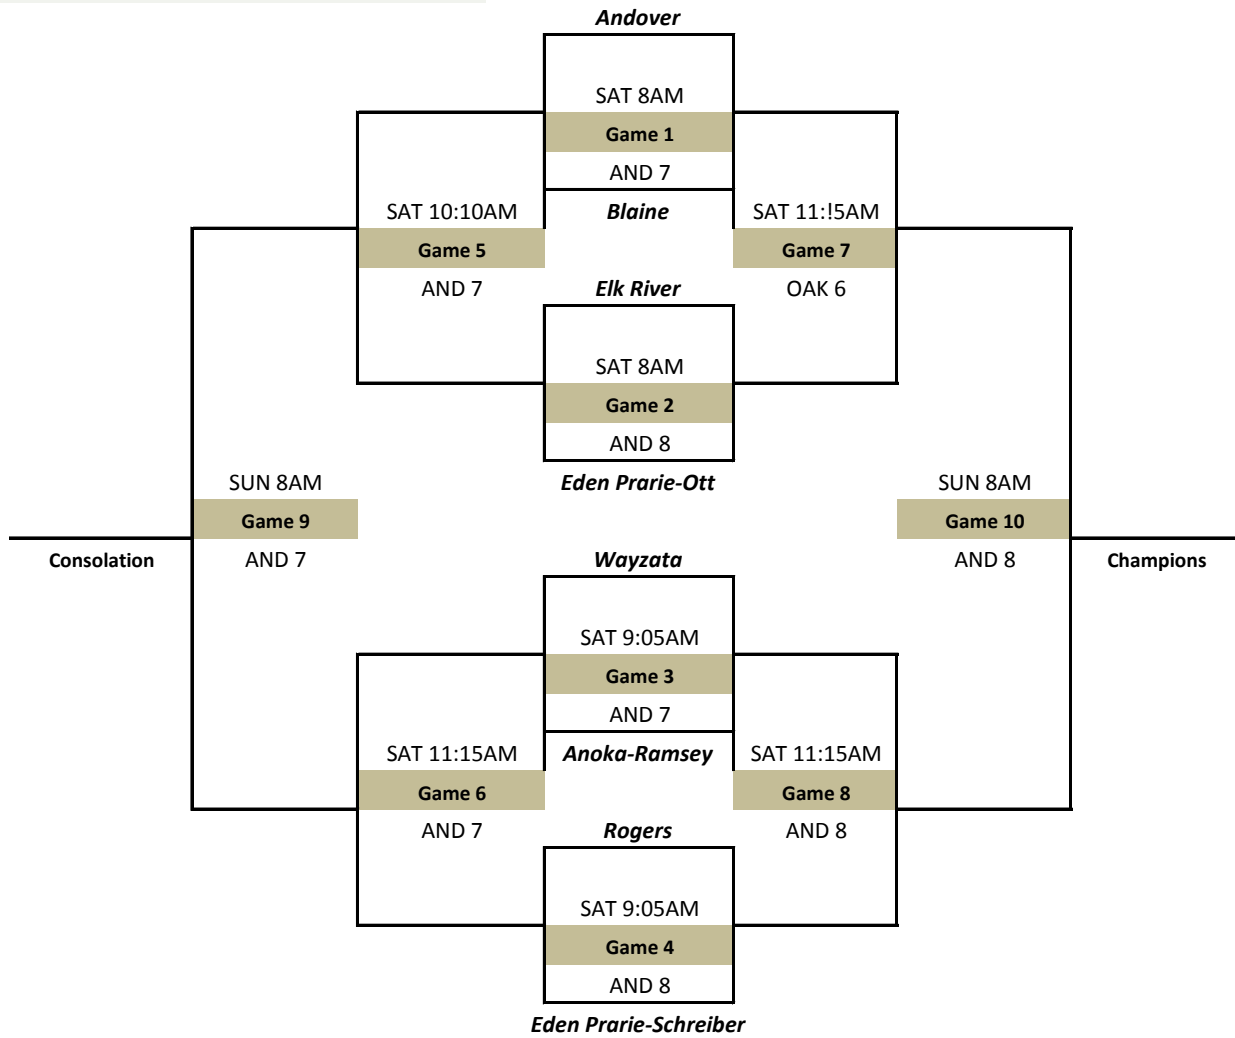 Andover
SAT 8AM
Game 1
AND 7
SAT 10:10AM
Blaine
SAT 11:!5AM
Game 5
Game 7
AND 7
Elk River
OAK 6
SAT 8AM
Game 2
AND 8
SUN 8AM
Eden Prarie-Ott
SUN 8AM
Game 9
Game 10
Consolation
AND 7
Wayzata
AND 8
Champions
SAT 9:05AM
Game 3
AND 7
SAT 11:15AM
Anoka-Ramsey
SAT 11:15AM
Game 6
Game 8
AND 7
Rogers
AND 8
SAT 9:05AM
Game 4
AND 8
Eden Prarie-Schreiber